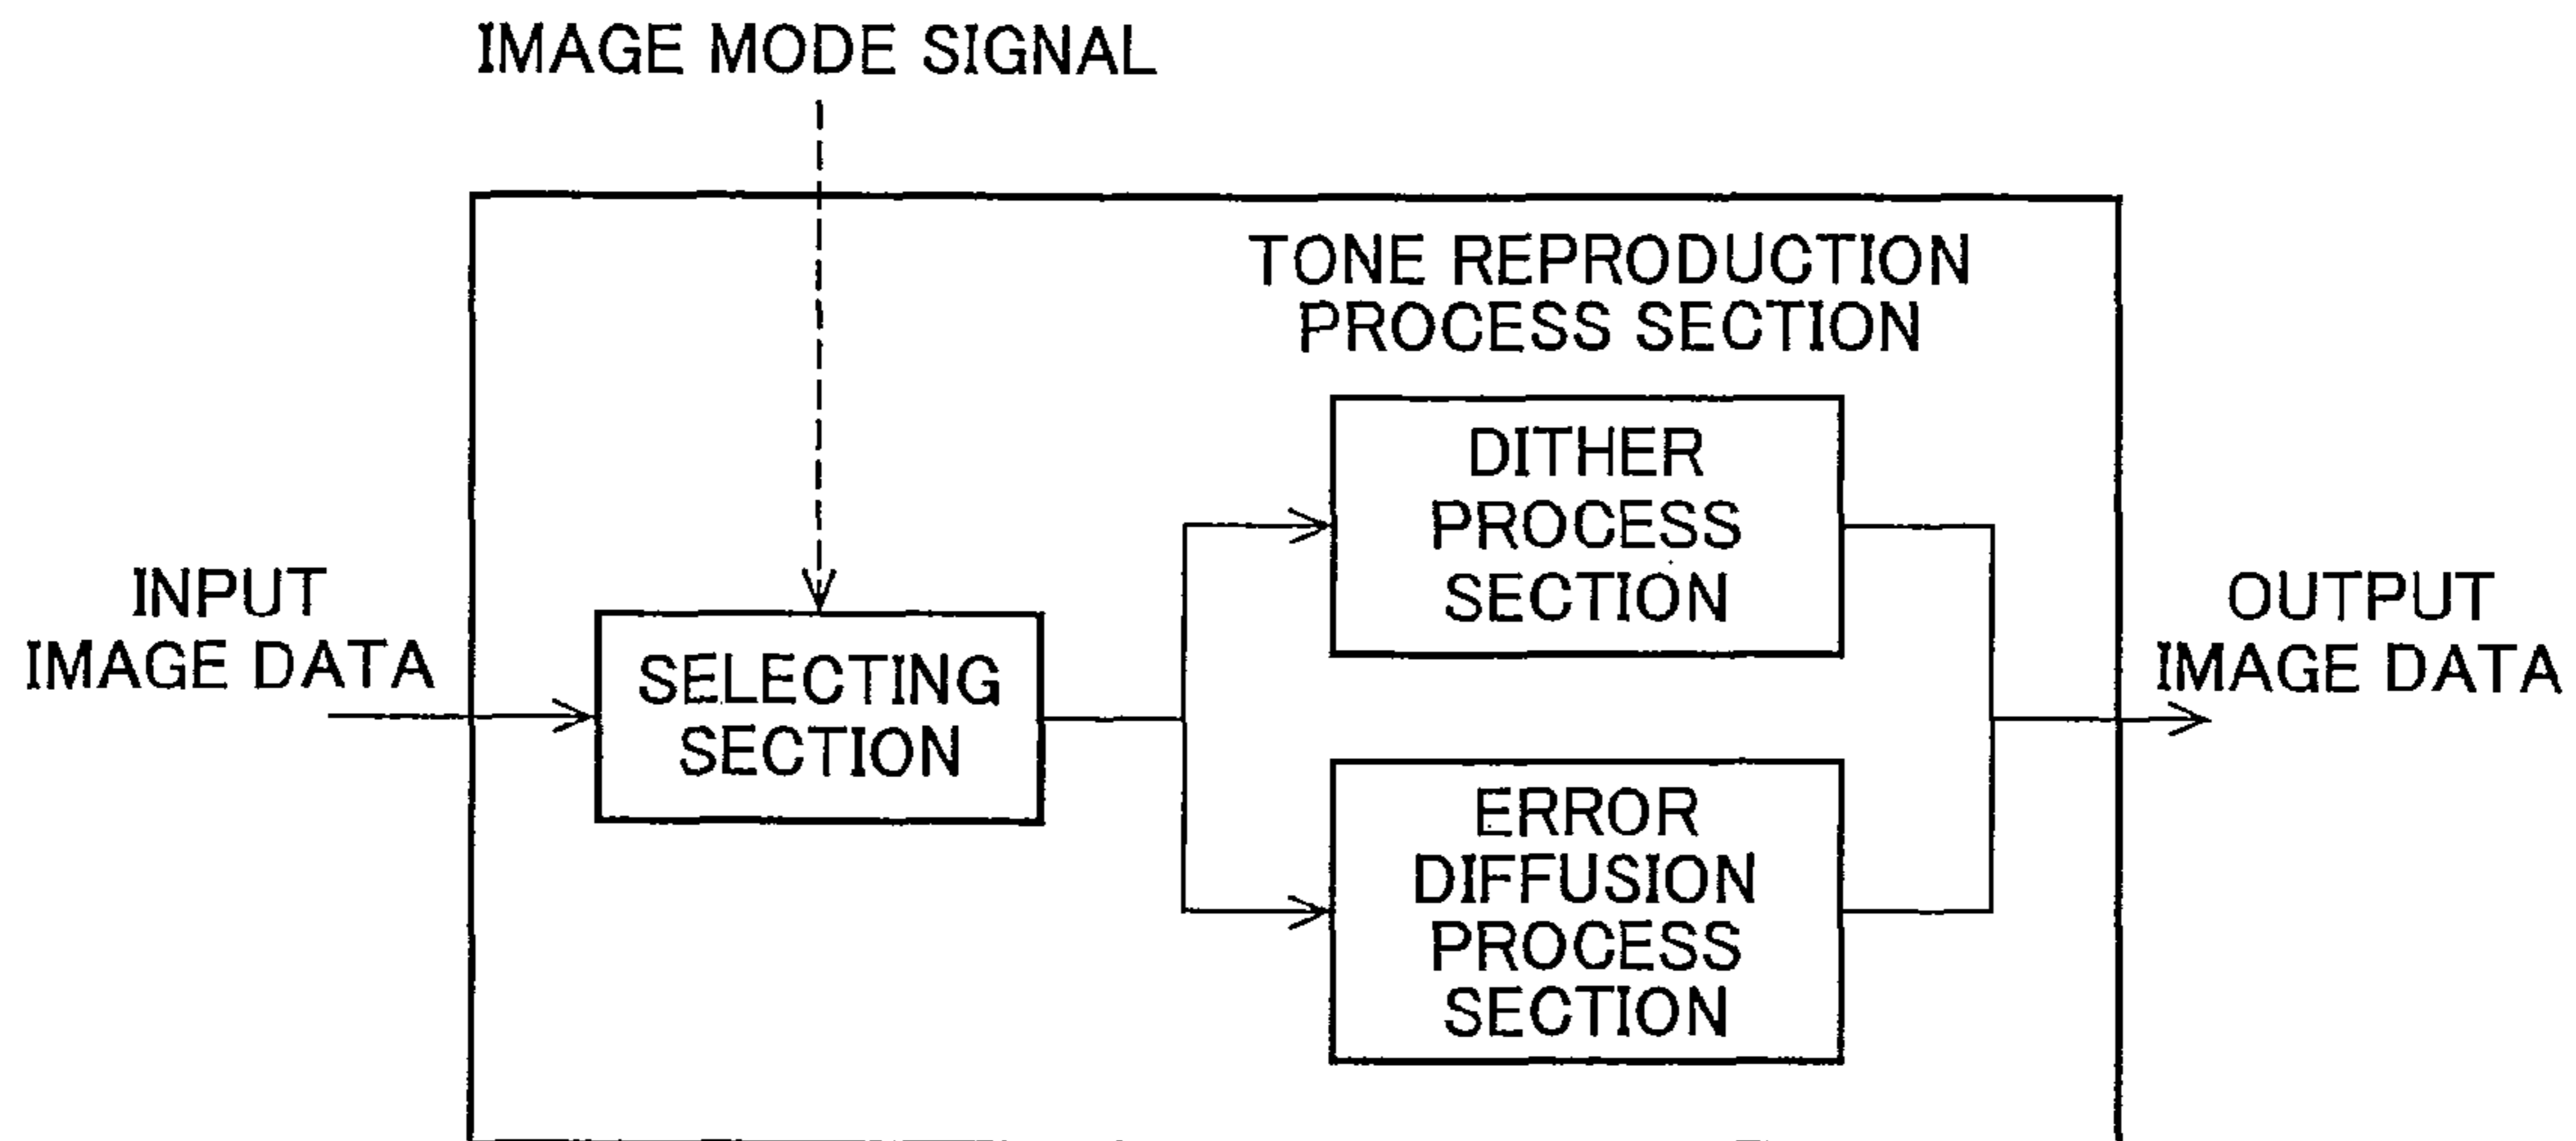 IMAGE MODE SIGNAL
TONE REPRODUCTION
PROCESS SECTION
INPUT
IMAGE DATA
SELECTING
SECTION
DITHER
PROCESS
SECTION
ERROR
DIFFUSION
PROCESS
SECTION
OUTPUT
IMAGE DATA